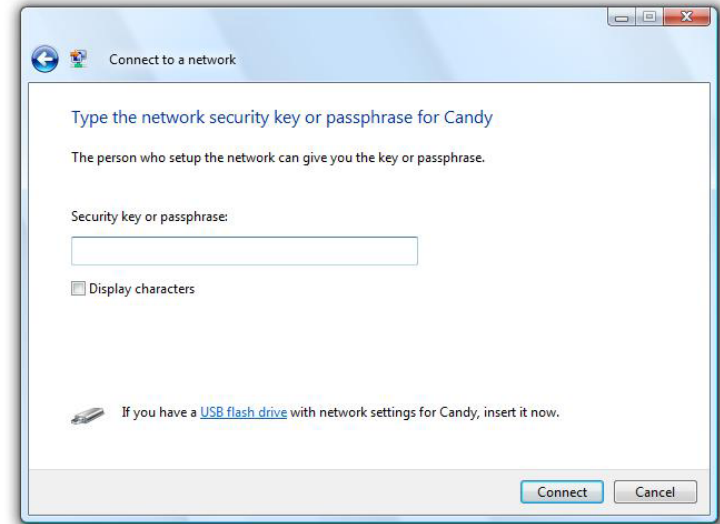 Connect to a network
Type the network security key or passphrase for Candy
The person who setup the network can give you the key or passphrase.
Security key or passphrase:
Display characters
If you have a USB flash drive with network settings for Candy, insert it now.
Connect Cancel